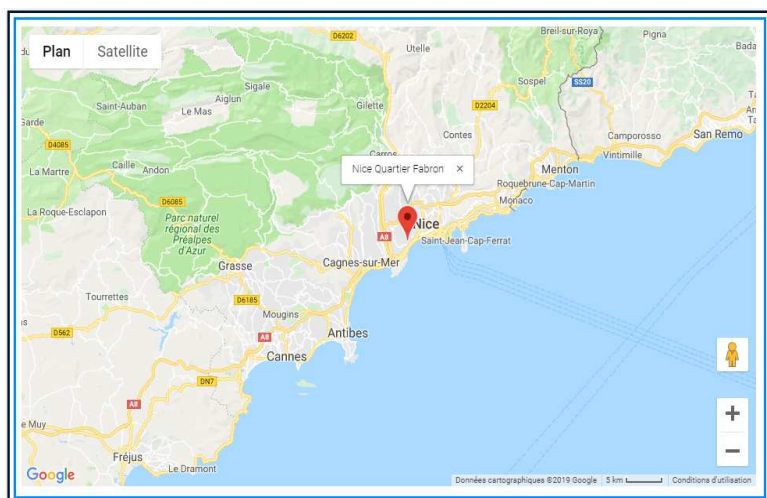 D6202
Breil-sur-Roya
Pigna
Plan
Satellite
Utelle
Bada
Sospel
SS20
Sigale
Saint-Auban
Aiglun
Le Mas
Gilette
D2204
Garde
Contes
Camporosso
San Remo
D4085
Caille
Andon
Carros
Menton
Vintimille
La Martre
Nice Quartier Fabron ×
Roquebrune-Cap-Martin
D6085
Monaco
La Roque-Esclapon
Parc naturel
régional des
Préalpes
d'Azur
Nice
A8
Saint-Jean-Cap-Ferrat
Grasse
Cagnes-sur-Mer
Tourrettes
D6185
Mougins
D562
A8
Antibes
Cannes
DN7
A8
+
Le Muy
−
Fréjus
Le Dramont
Google
Données cartographiques ©2019 Google
5 km
Conditions d'utilisation